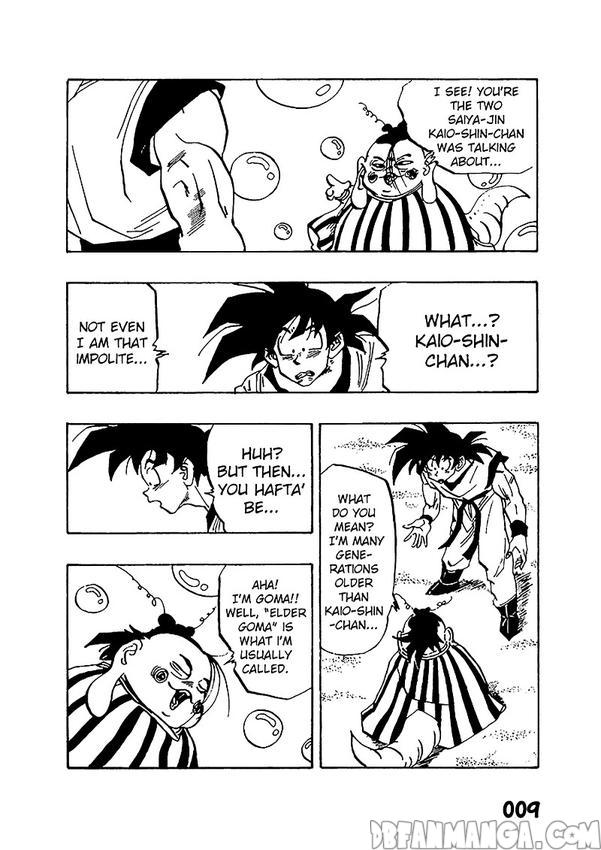 I SEE! YOU'RE
THE TWO
SAIYA-JIN
KAIO-SHIN-CHAN
WAS TALKING
ABOUT...
WHAT...?
KAIO-SHIN-
CHAN...?
NOT EVEN
I AM THAT
IMPOLITE...
HUH?
BUT THEN...
YOU HAFTA'
BE...
WHAT
DO YOU
MEAN?
I'M MANY
GENE-
RATIONS
OLDER
THAN
KAIO-SHIN
-CHAN...
AHA!
I'M GOMA!!
WELL, "ELDER
GOMA" IS
WHAT I'M
USUALLY
CALLED.
009
DBFANMANGA.COM